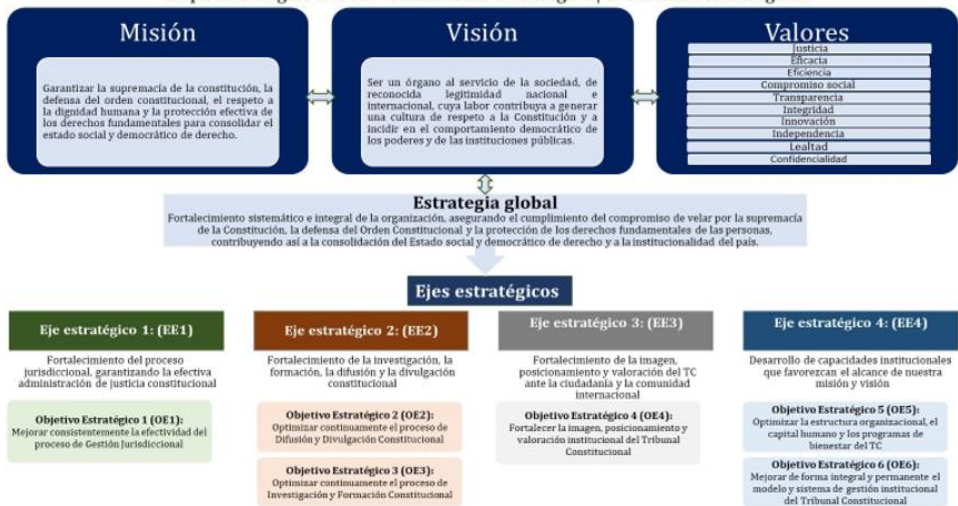 Misión
Garantizar la supremacía de la constitución, la
defensa del orden constitucional, el respeto a
la dignidad humana y la protección efectiva de
los derechos fundamentales para consolidar el
estado social y democrático de derecho.
Visión
Ser un órgano al servicio de la sociedad, de
reconocida legitimidad nacional e
internacional, cuya labor contribuya a generar
una cultura de respeto a la Constitución y a
incidir en el comportamiento democrático de
los poderes y de las instituciones públicas.
Valores
Justicia
Eficacia
Eficiencia
Compromiso social
Transparencia
Integridad
Innovación
Independencia
Lealtad
Confidencialidad
Estrategia global
Fortalecimiento sistemático e integral de la organización, asegurando el cumplimiento del compromiso de velar por la supremacía
de la Constitución, la defensa del Orden Constitucional y la protección de los derechos fundamentales de las personas,
contribuyendo así a la consolidación del Estado social y democrático de derecho y a la institucionalidad del país.
Ejes estratégicos
Eje estratégico 1: (EE1)
Fortalecimiento del proceso
jurisdiccional, garantizando la efectiva
administración de justicia constitucional
Objetivo Estratégico 1 (OE1):
Mejorar consistentemente la efectividad del
proceso de Gestión Jurisdiccional
Eje estratégico 2: (EE2)
Fortalecimiento de la investigación, la
formación, la difusión y la divulgación
constitucional
Objetivo Estratégico 2 (OE2):
Optimizar continuamente el proceso de
Difusión y Divulgación Constitucional
Objetivo Estratégico 3 (OE3):
Optimizar continuamente el proceso de
Investigación y Formación Constitucional
Eje estratégico 3: (EE3)
Fortalecimiento de la imagen,
posicionamiento y valoración del TC
ante la ciudadanía y la comunidad
internacional
Objetivo Estratégico 4 (OE4):
Fortalecer la imagen, posicionamiento y
valoración institucional del Tribunal
Constitucional
Eje estratégico 4: (EE4)
Desarrollo de capacidades institucionales
que favorezcan el alcance de nuestra
misión y visión
Objetivo Estratégico 5 (OE5):
Optimizar la estructura organizacional, el
capital humano y los programas de
bienestar del TC
Objetivo Estratégico 6 (OE6):
Mejorar de forma integral y permanente el
modelo y sistema de gestión institucional
del Tribunal Constitucional